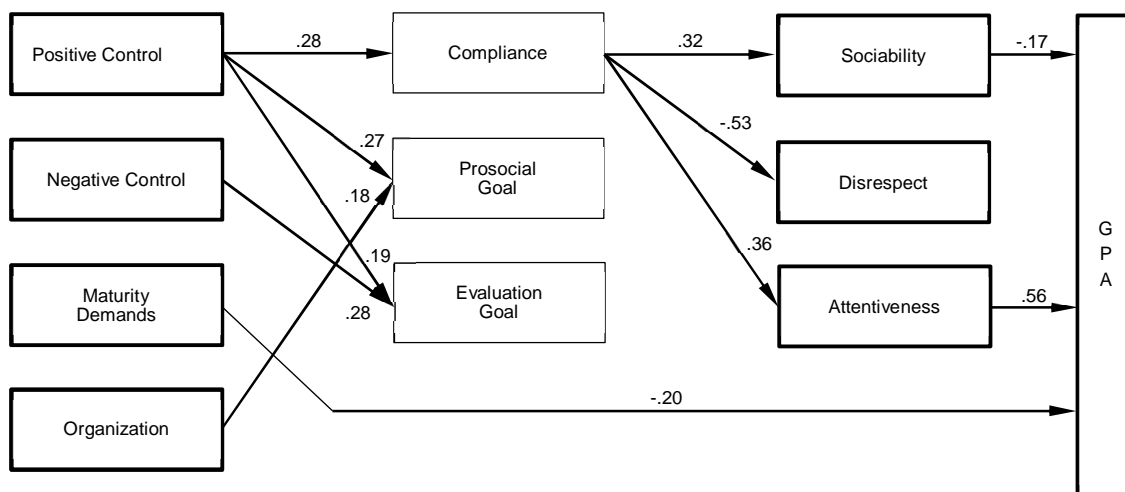 Positive Control
.28
Compliance
.32
Sociability
-.17
-.53
.27
Negative Control
Prosocial
Goal
.18
Disrespect
.36
.19
G
P
A
Maturity
Demands
.28
Evaluation
Goal
Attentiveness
.56
-.20
Organization